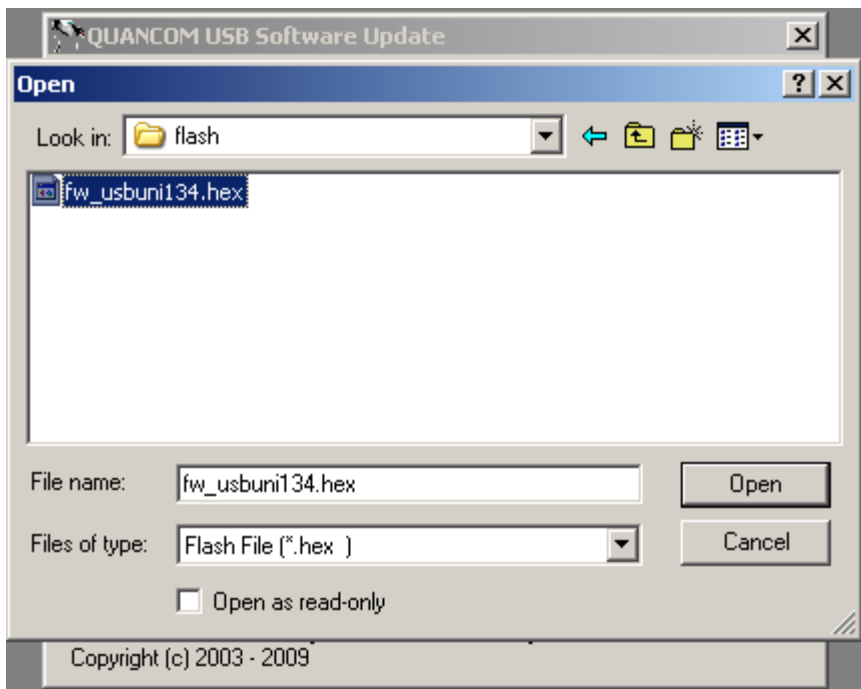 QUANCOM USB Software Update
Open
Look in: flash
fw_usbuni134.hex
File name: fw_usbuni134.hex Open
Files of type: Flash File (*.hex ) Cancel
Open as read-only
Copyright (c) 2003 - 2009